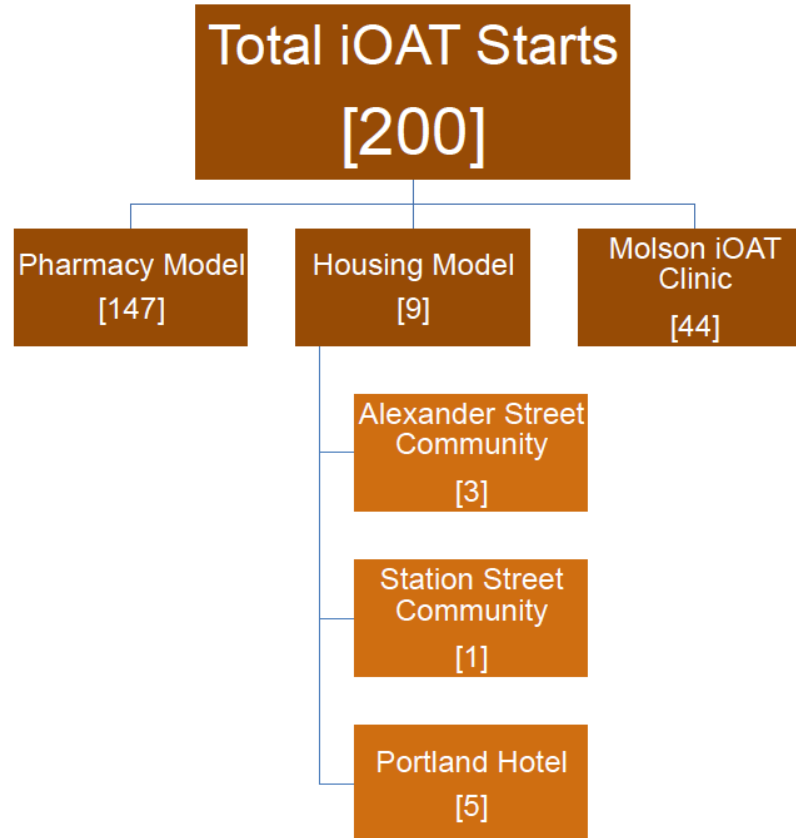 Total iOAT Starts
[200]
Pharmacy Model
[147]
Housing Model
[9]
Molson iOAT
Clinic
[44]
Alexander Street
Community
[3]
Station Street
Community
[1]
Portland Hotel
[5]